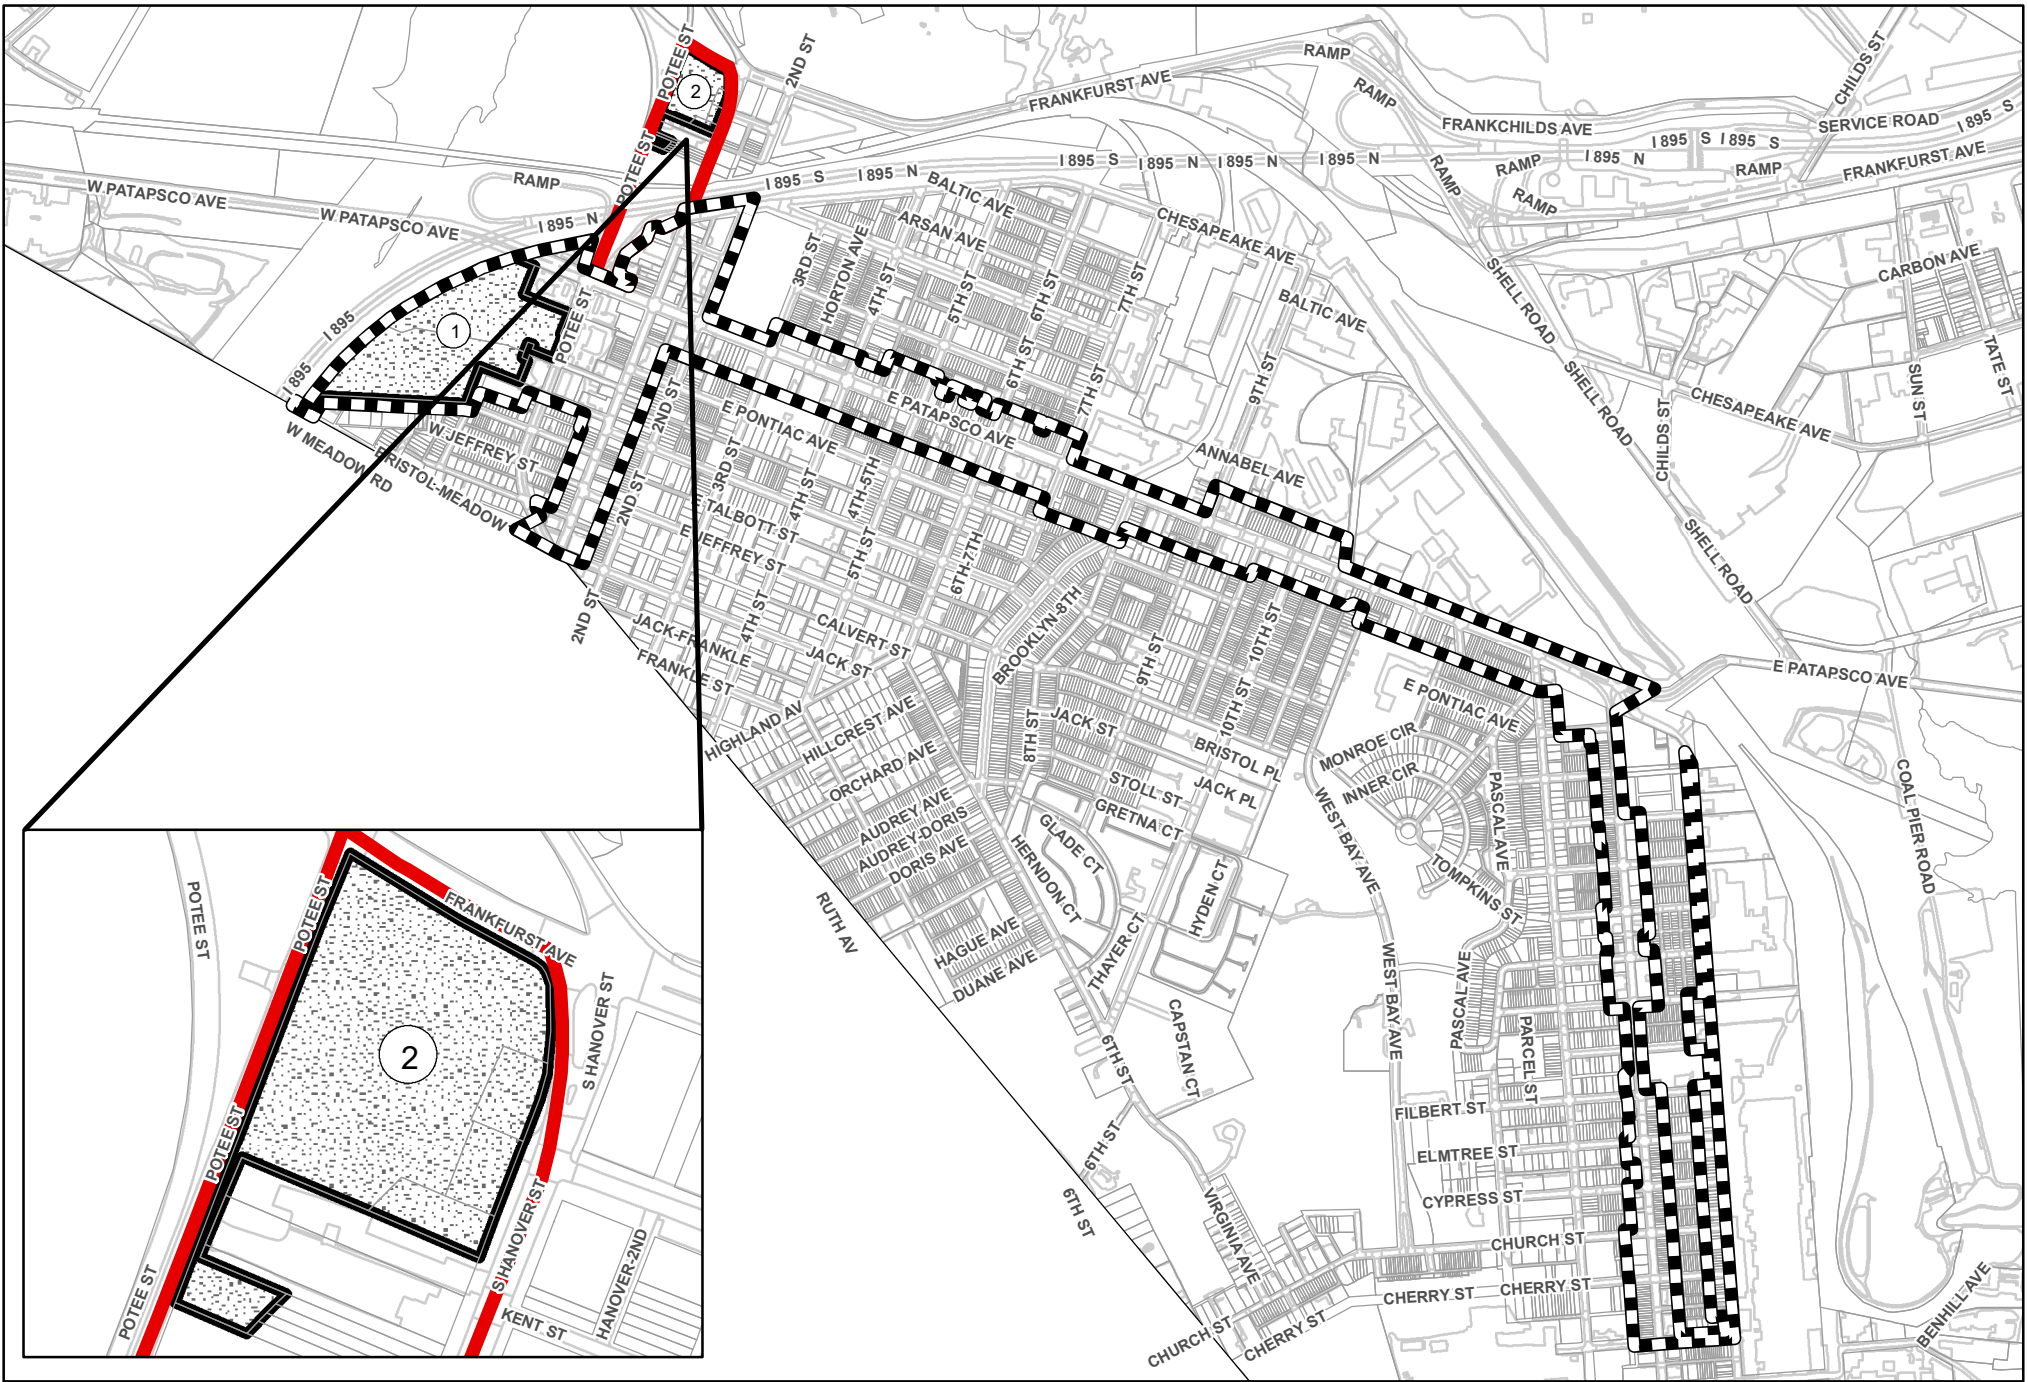 POTEE ST
2ND ST
2
RAMP
FRANKFURST AVE
RAMP
CHILDS ST
FRANKCHILDS AVE
SERVICE ROAD
I 895 S
I 895 S
I 895 S
I 895 N
RAMP
FRANKFURST AVE
RAMP
RAMP
RAMP
POTEE ST
W PATAPSCO AVE
RAMP
W PATAPSCO AVE
I 895 N
I 895 S
I 895 N
I 895 S
I 895 N
I 895 N
I 895 N
BALTIC AVE
ARSAN AVE
CHESAPEAKE AVE
3RD ST
HORTON AVE
4TH ST
5TH ST
6TH ST
7TH ST
BALTIC AVE
SHELL ROAD
CARBON AVE
1
I 895
I 895
POTEE ST
6TH ST
7TH ST
9TH ST
SHELL ROAD
SUN ST
TATE ST
CHILDS ST
CHESAPEAKE AVE
W MEADOW RD
W JEFFREY ST
BRISTOL-MEADOW
2ND ST
2ND ST
2ND ST
E PONTIAC AVE
E PATAPSCO AVE
ANNABEL AVE
3RD ST
4TH ST
4TH-5TH
TALBOTT ST
E JEFFREY ST
5TH ST
6TH-7TH
4TH ST
JACK-FRANKLE
FRANKLE ST
CALVERT ST
JACK ST
BROOKLYN-8TH
9TH ST
10TH ST
10TH ST
SHELL ROAD
E PATAPSCO AVE
E PONTIAC AVE
HIGHLAND AV
HILLCREST AVE
ORCHARD AVE
8TH ST
JACK ST
BRISTOL PL
JACK PL
STOLL ST
GRETNA CT
MONROE CIR
INNER CIR
PASCAL AVE
TOMPKINS ST
WEST BAY AVE
COAL PIER ROAD
AUDREY AVE
AUDREY-DORIS
DORIS AVE
GLADE CT
HERNDON CT
HYDEN CT
THAYER CT
RUTH AV
HAGUE AVE
DUANE AVE
CAPSTAN CT
WEST BAY AVE
PASCAL AVE
PARCEL ST
6TH ST
6TH ST
6TH ST
FILBERT ST
ELMTREE ST
CYPRESS ST
VIRGINIA AVE
CHURCH ST
CHERRY ST
CHERRY ST
CHURCH ST
CHERRY ST
BENHILL AVE
POTEE ST
POTEE ST
FRANKFURST AVE
S HANOVER ST
2
POTEE ST
S HANOVER ST
HANOVER-2ND
POTEE ST
KENT ST